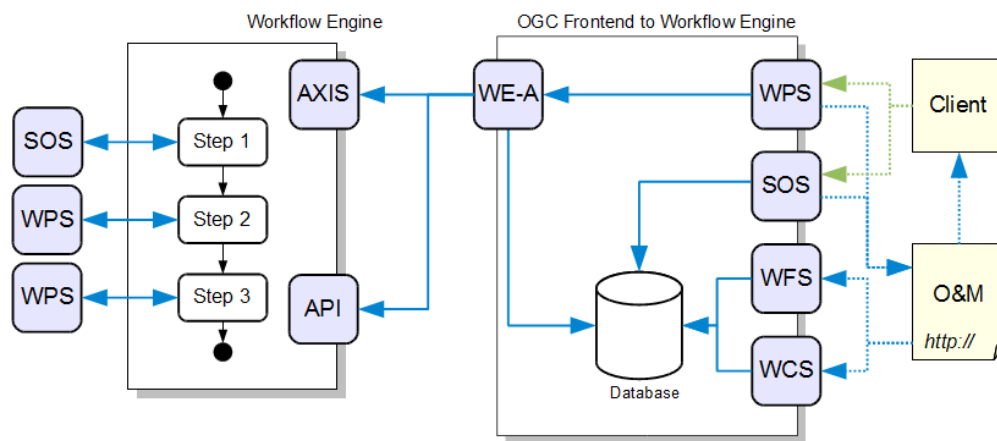 Workflow Engine
OGC Frontend to Workflow Engine
AXIS
WE-A
WPS
Client
SOS
Step 1
SOS
WPS
Step 2
WFS
O&M
WPS
Step 3
API
http://
WCS
Database